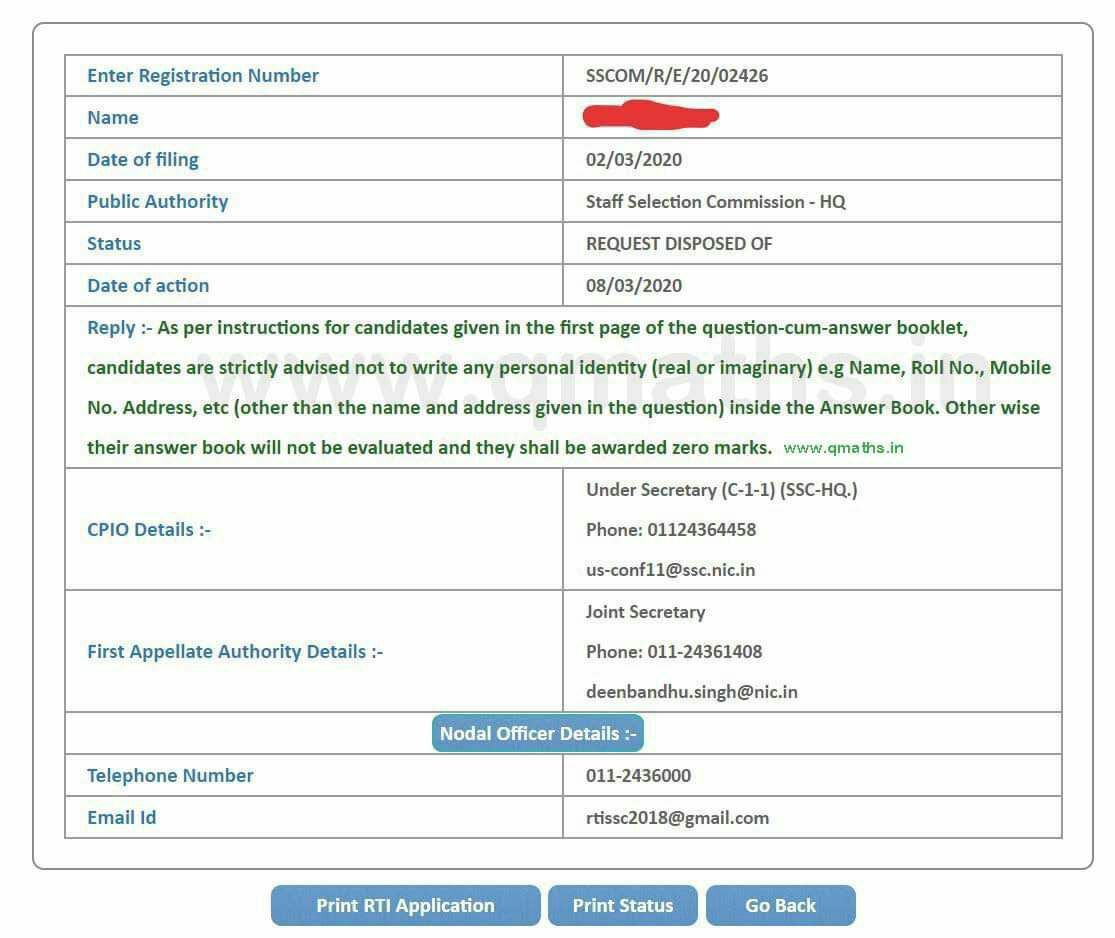 Enter Registration Number SSCOM/R/E/20/02426
Name
Date of filing 02/03/2020
Public Authority Staff Selection Commission - HQ
Status REQUEST DISPOSED OF
Date of action 08/03/2020
Reply :- As per instructions for candidates given in the first page of the question-cum-answer booklet,
candidates are strictly advised not to write any personal identity (real or imaginary) e.g Name, Roll No., Mobile
www.qmaths.in
No. Address, etc (other than the name and address given in the question) inside the Answer Book. Other wise
their answer book will not be evaluated and they shall be awarded zero marks. www.qmaths.in
Under Secretary (C-1-1) (SSC-HQ.)
CPIO Details :- Phone: 01124364458
us-conf11@ssc.nic.in
Joint Secretary
First Appellate Authority Details :- Phone: 011-24361408
deenbandhu.singh@nic.in
Nodal Officer Details :-
Telephone Number 011-2436000
Email Id rtissc2018@gmail.com
Print RTI Application Print Status Go Back